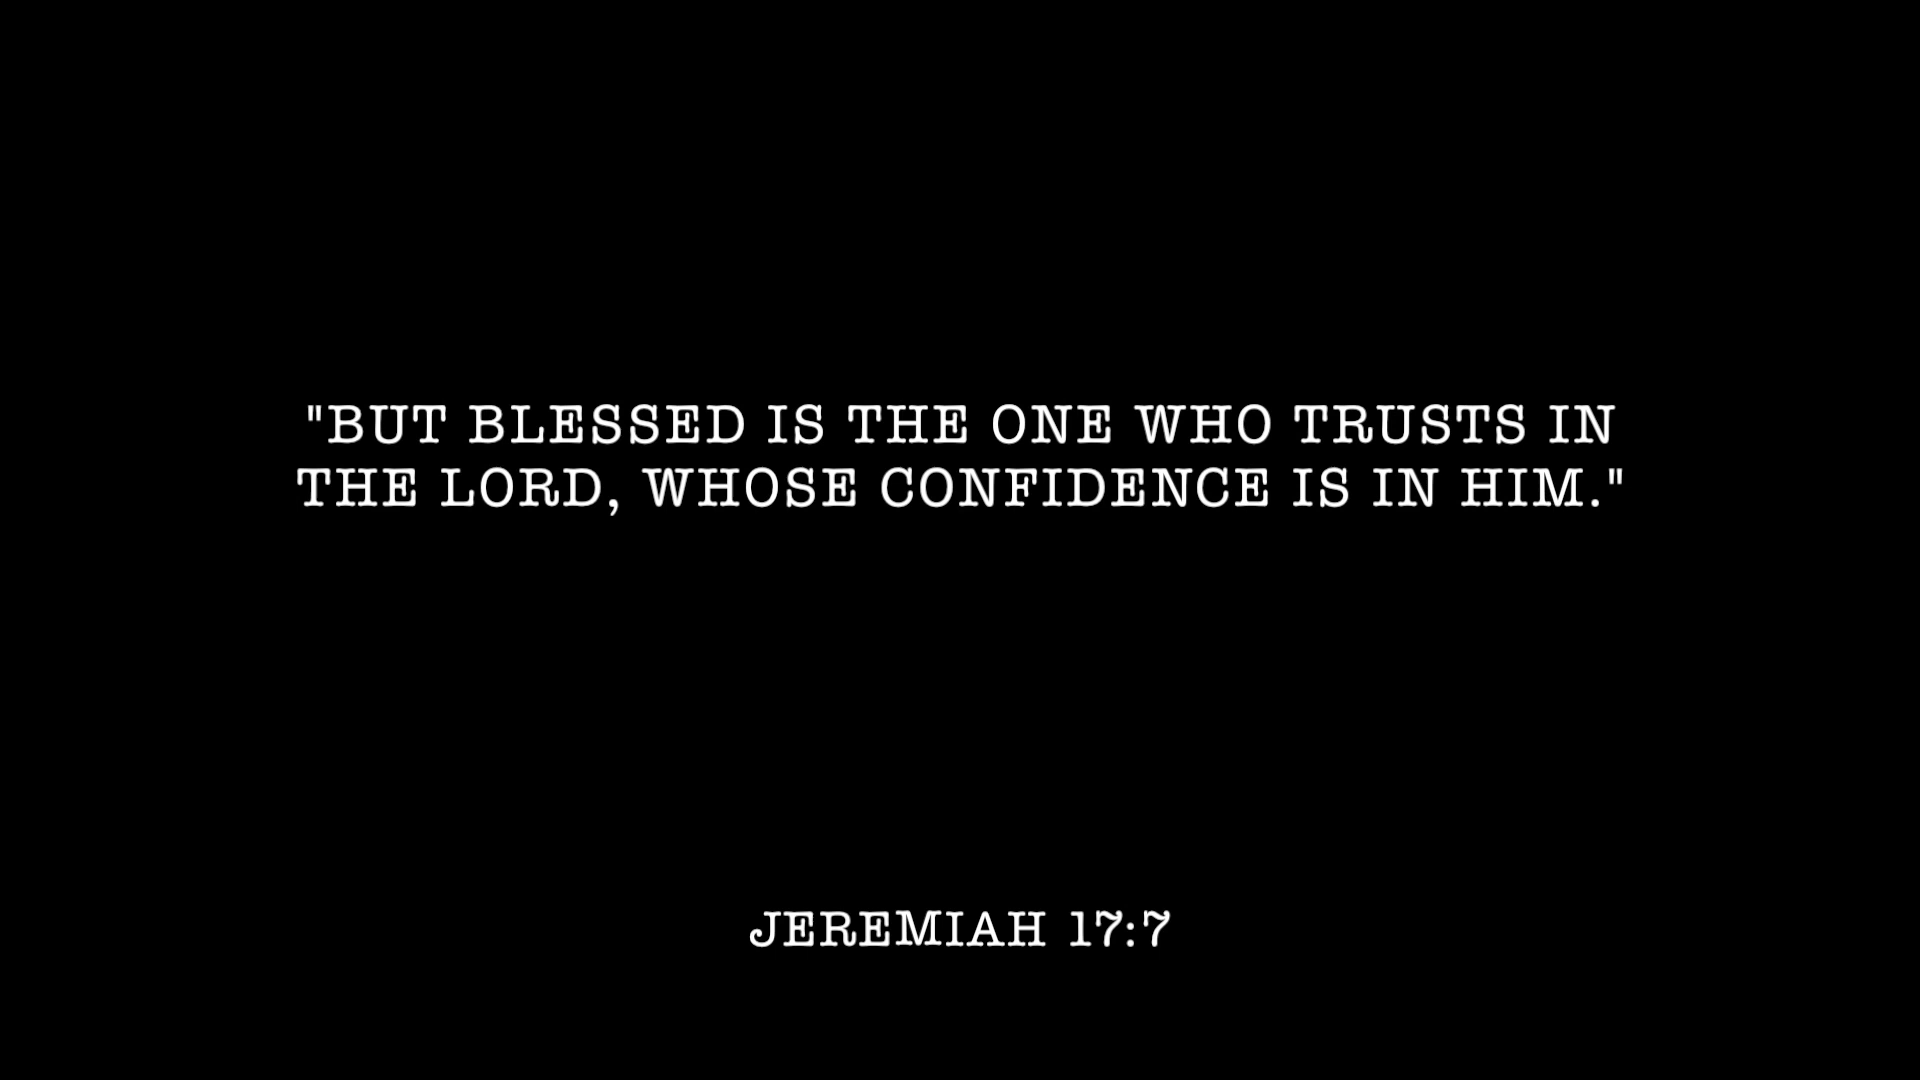 "BUT BLESSED IS THE ONE WHO TRUSTS IN
THE LORD, WHOSE CONFIDENCE IS IN HIM."
JEREMIAH 17:7